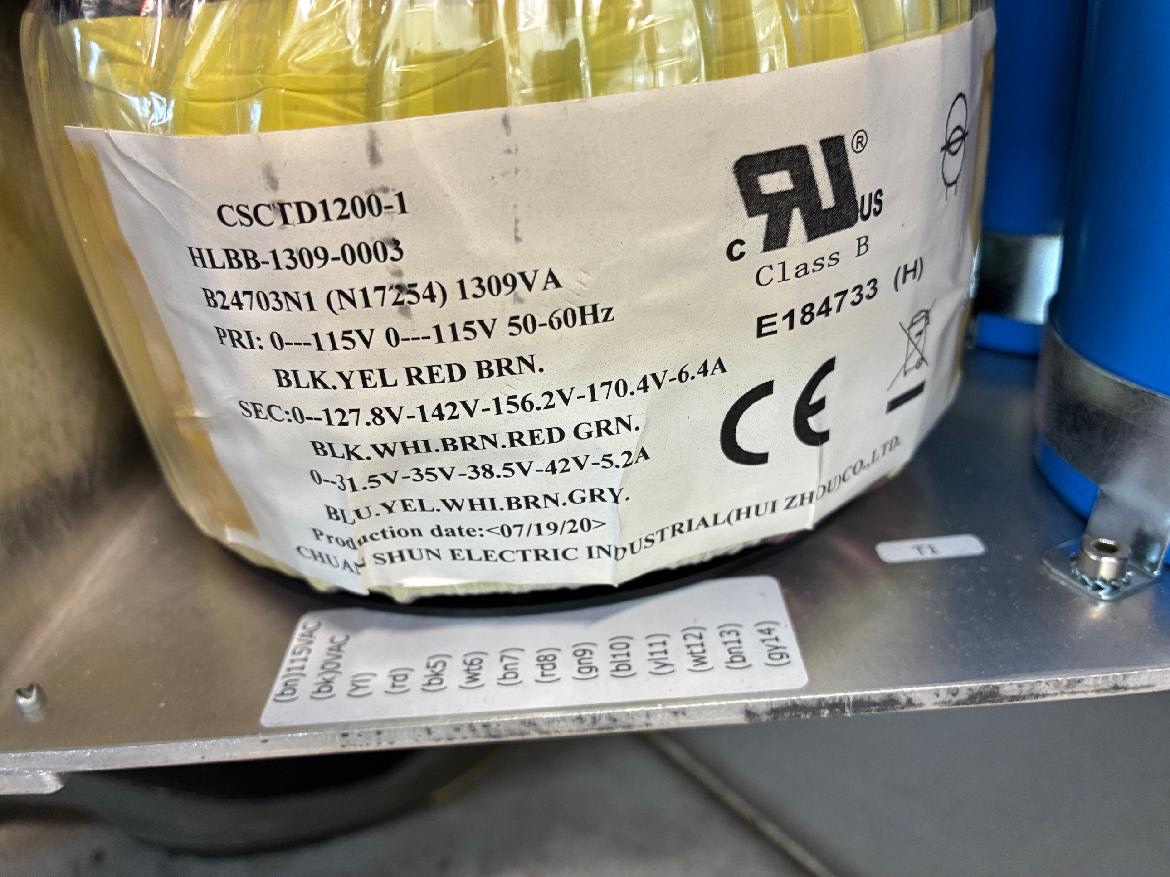 CSCTD1200-1
HLBB-1309-0003
B24703N1 (N17254) 1309VA
PRI: 0---115V 0---115V 50-60Hz
BLK.YEL RED BRN.
SEC:0--127.8V-142V-156.2V-170.4V-6.4A
BLK.WHI.BRN.RED GRN.
0--31.5V-35V-38.5V-42V-5.2A
BLU.YEL.WHI.BRN.GRY.
Production date:<07/19/20>
CHUAN SHUN ELECTRIC INDUSTRIAL(HUI ZHOU)CO.,LTD.
c RU ® US
Class B
E184733 (H)
CE
T1
(bn)115VAC
(bk)0VAC
(Yl)
(rd)
(bk5)
(wt6)
(bn7)
(rd8)
(gn9)
(bl10)
(yl11)
(wt12)
(bn13)
(gy14)